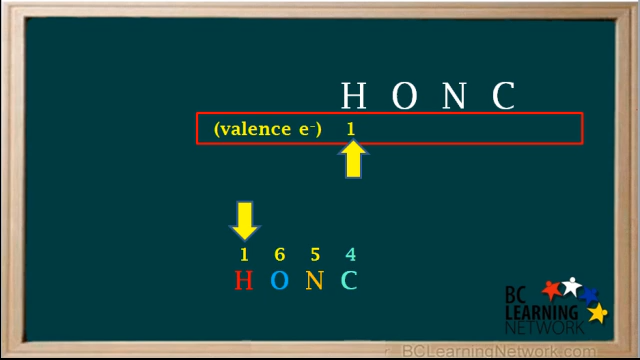 H O N C
(valence e⁻) 1
1 6 5 4
H O N C
BC
LEARNING
NETWORK
BCLearningNetwork.com